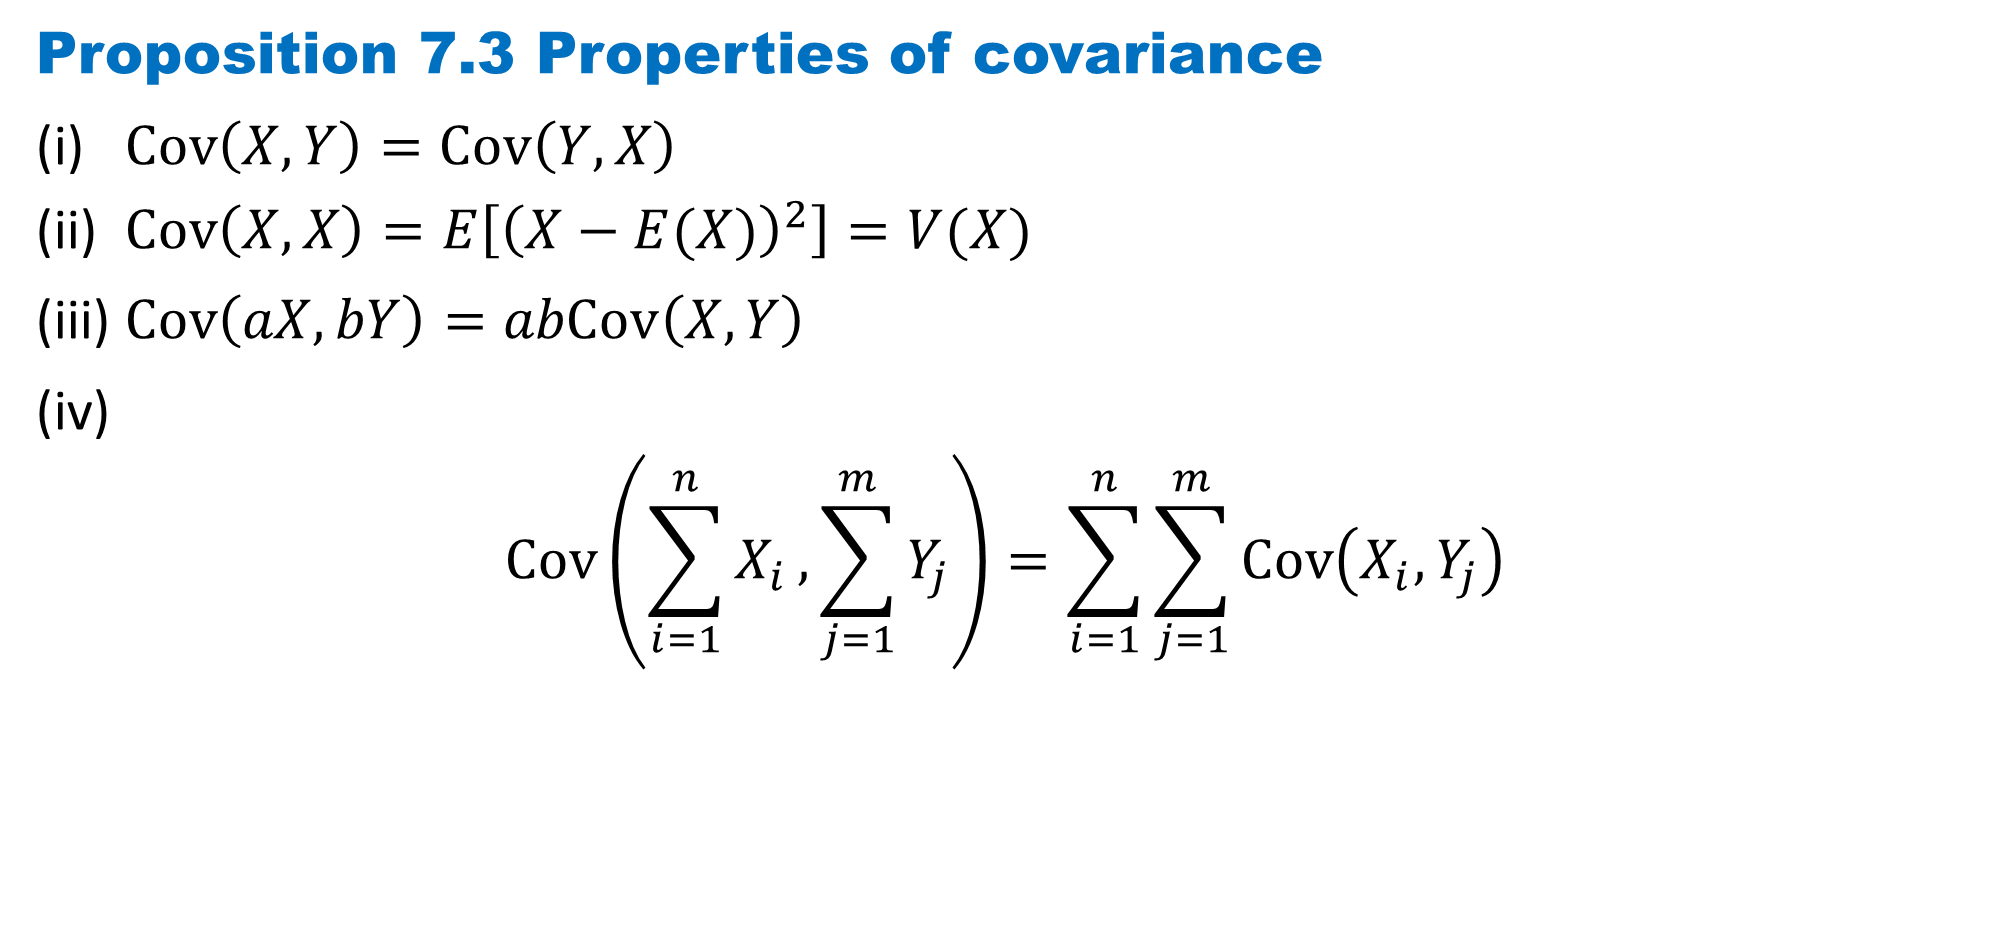 Proposition 7.3 Properties of covariance
(i) Cov(X, Y) = Cov(Y, X)
(ii) Cov(X, X) = E[(X − E(X))²] = V(X)
(iii) Cov(aX, bY) = abCov(X, Y)
(iv)
Cov(∑_{i=1}^{n} X_i , ∑_{j=1}^{m} Y_j) = ∑_{i=1}^{n} ∑_{j=1}^{m} Cov(X_i, Y_j)